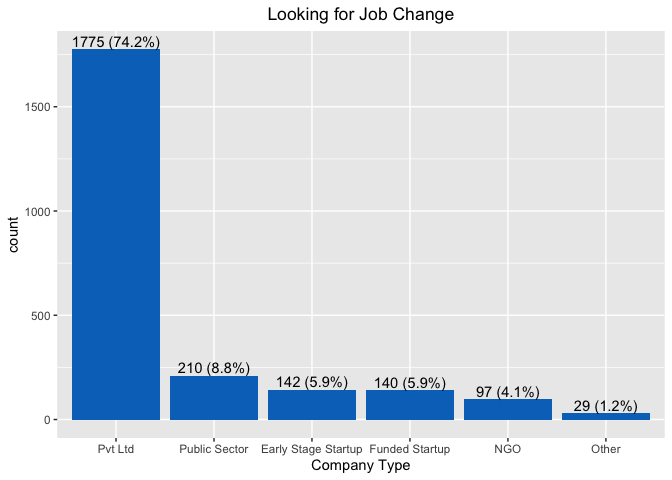 Looking for Job Change
1775 (74.2%)
210 (8.8%)
142 (5.9%)
140 (5.9%)
97 (4.1%)
29 (1.2%)
1500
1000
500
0
count
Pvt Ltd
Public Sector
Early Stage Startup
Funded Startup
NGO
Other
Company Type